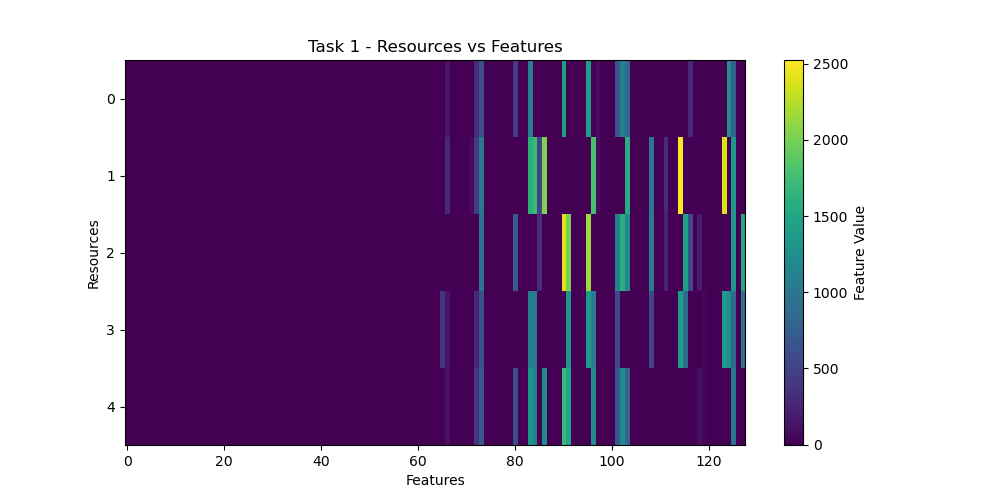 Task 1 - Resources vs Features
Resources
0
1
2
3
4
0 20 40 60 80 100 120
Features
2500
2000
1500
1000
500
0
Feature Value